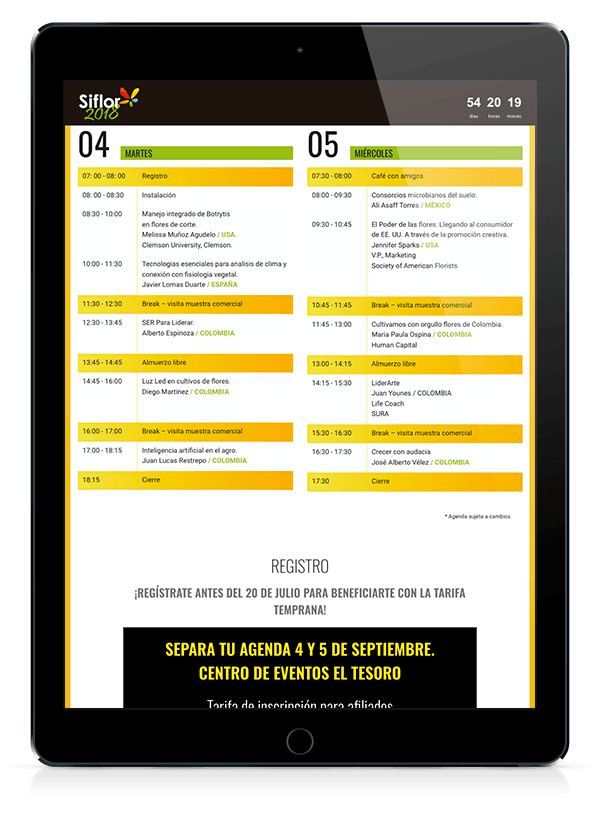 Siflor
2018
54 20 19
días horas minuto
04 MARTES
07: 00 - 08: 00 Registro
08: 00 - 08:30 Instalación
08:30 - 10:00 Manejo integrado de Botrytis
en flores de corte.
Melissa Muñoz Agudelo / USA.
Clemson University, Clemson.
10:00 - 11:30 Tecnologias esenciales para analisis de clima y
conexión con fisiologia vegetal.
Javier Lomas Duarte / ESPAÑA
11:30 - 12:30 Break – visita muestra comercial
12:30 - 13:45 SER Para Liderar.
Alberto Espinoza / COLOMBIA
13:45 - 14:45 Almuerzo libre
14:45 - 16:00 Luz Led en cultivos de flores.
Diego Martinez / COLOMBIA
16:00 - 17:00 Break – visita muestra comercial
17:00 - 18:15 Inteligencia artificial en el agro.
Juan Lucas Restrepo / COLOMBIA
18:15 Cierre
05 MIÉRCOLES
07:30 - 08:00 Café con amigos
08:00 - 09:30 Consorcios microbianos del suelo.
Ali Asaff Torres / MÉXICO
09:30 - 10:45 El Poder de las flores: Llegando al consumidor
de EE. UU. A través de la promoción creativa.
Jennifer Sparks / USA
V.P., Marketing
Society of American Florists
10:45 - 11:45 Break – visita muestra comercial
11:45 - 13:00 Cultivamos con orgullo flores de Colombia.
Maria Paula Ospina / COLOMBIA
Human Capital
13:00 - 14:15 Almuerzo libre
14:15 - 15:30 LiderArte
Juan Younes / COLOMBIA
Life Coach
SURA
15:30 - 16:30 Break – visita muestra comercial
16:30 - 17:30 Crecer con audacia
José Alberto Vélez / COLOMBIA
17:30 Cierre
* Agenda sujeta a cambios
REGISTRO
¡REGÍSTRATE ANTES DEL 20 DE JULIO PARA BENEFICIARTE CON LA TARIFA
TEMPRANA!
SEPARA TU AGENDA 4 Y 5 DE SEPTIEMBRE.
CENTRO DE EVENTOS EL TESORO
Tarifa de inscripción para afiliados